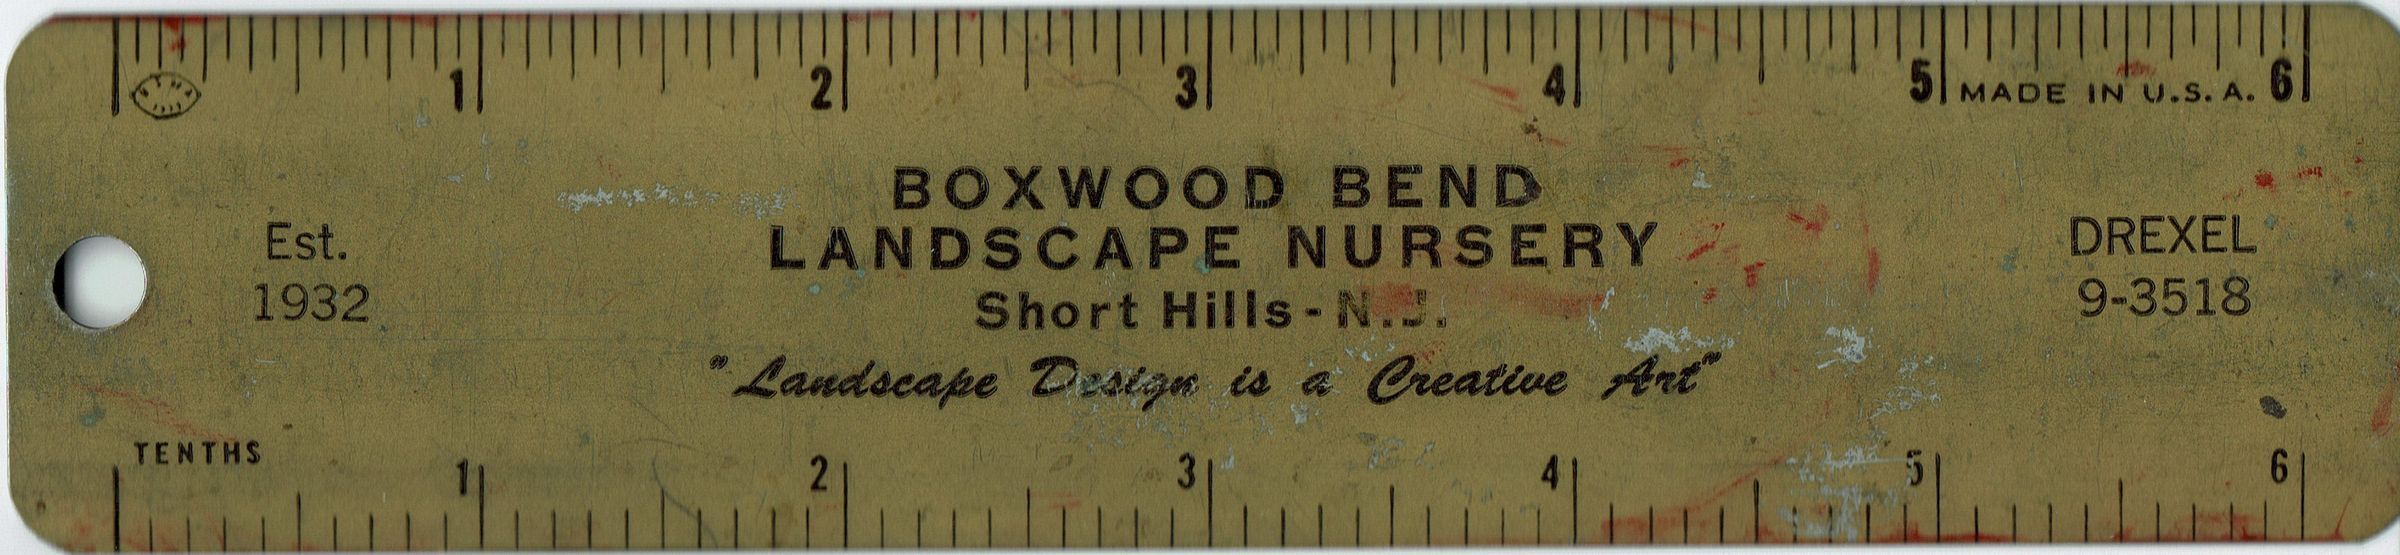 1 2 3 4 5 MADE IN U.S.A. 6
BOXWOOD BEND
LANDSCAPE NURSERY
Short Hills - N.J.
"Landscape Design is a Creative Art"
Est.
1932
DREXEL
9-3518
TENTHS
1 2 3 4 5 6